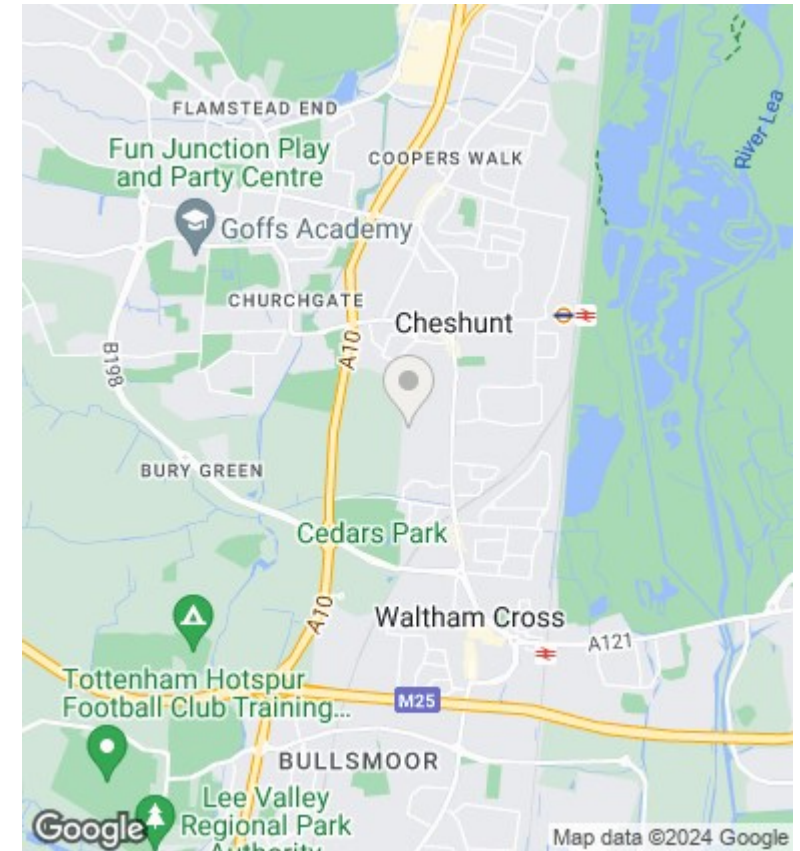 FLAMSTEAD END
Fun Junction Play
and Party Centre
COOPERS WALK
River Lea
Goffs Academy
CHURCHGATE
Cheshunt
A10
B198
BURY GREEN
Cedars Park
A10
Waltham Cross
A121
Tottenham Hotspur
Football Club Training...
M25
BULLSMOOR
Lee Valley
Regional Park
Authority
Google
Map data ©2024 Google